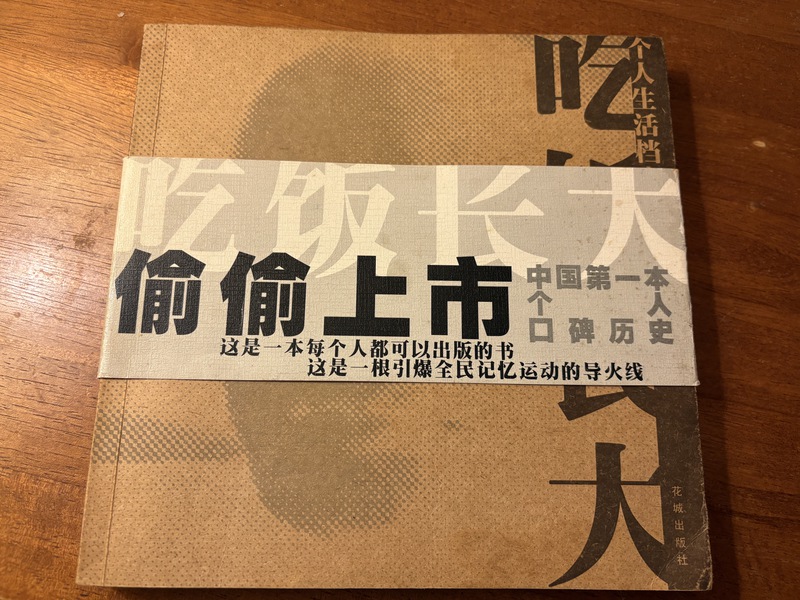 个人生活档
吃
大
花城出版社
吃饭长大
偷偷上市
中国第一本
个人
口碑历史
这是一本每个人都可以出版的书
这是一根引爆全民记忆运动的导火线